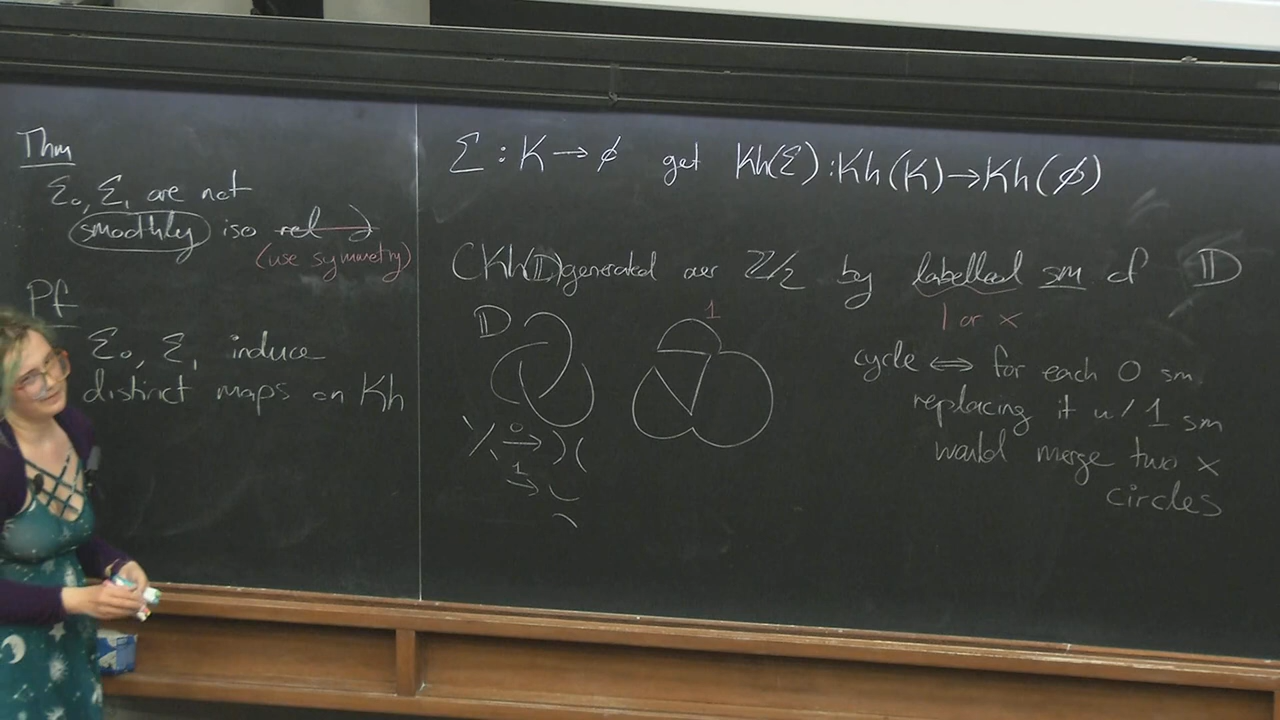 Thm
Σ₀, Σ₁ are not
smoothly iso rel ∂
(use symmetry)
Pf
Σ₀, Σ₁ induce
distinct maps on Kh
Σ : K → ∅ get Kh(Σ) : Kh(K) → Kh(∅)
CKh(D) generated over ℤ/2 by labelled sm of D
1 or x
D
1
0
1
cycle ⇔ for each 0 sm
replacing it w/ 1 sm
would merge two x
circles